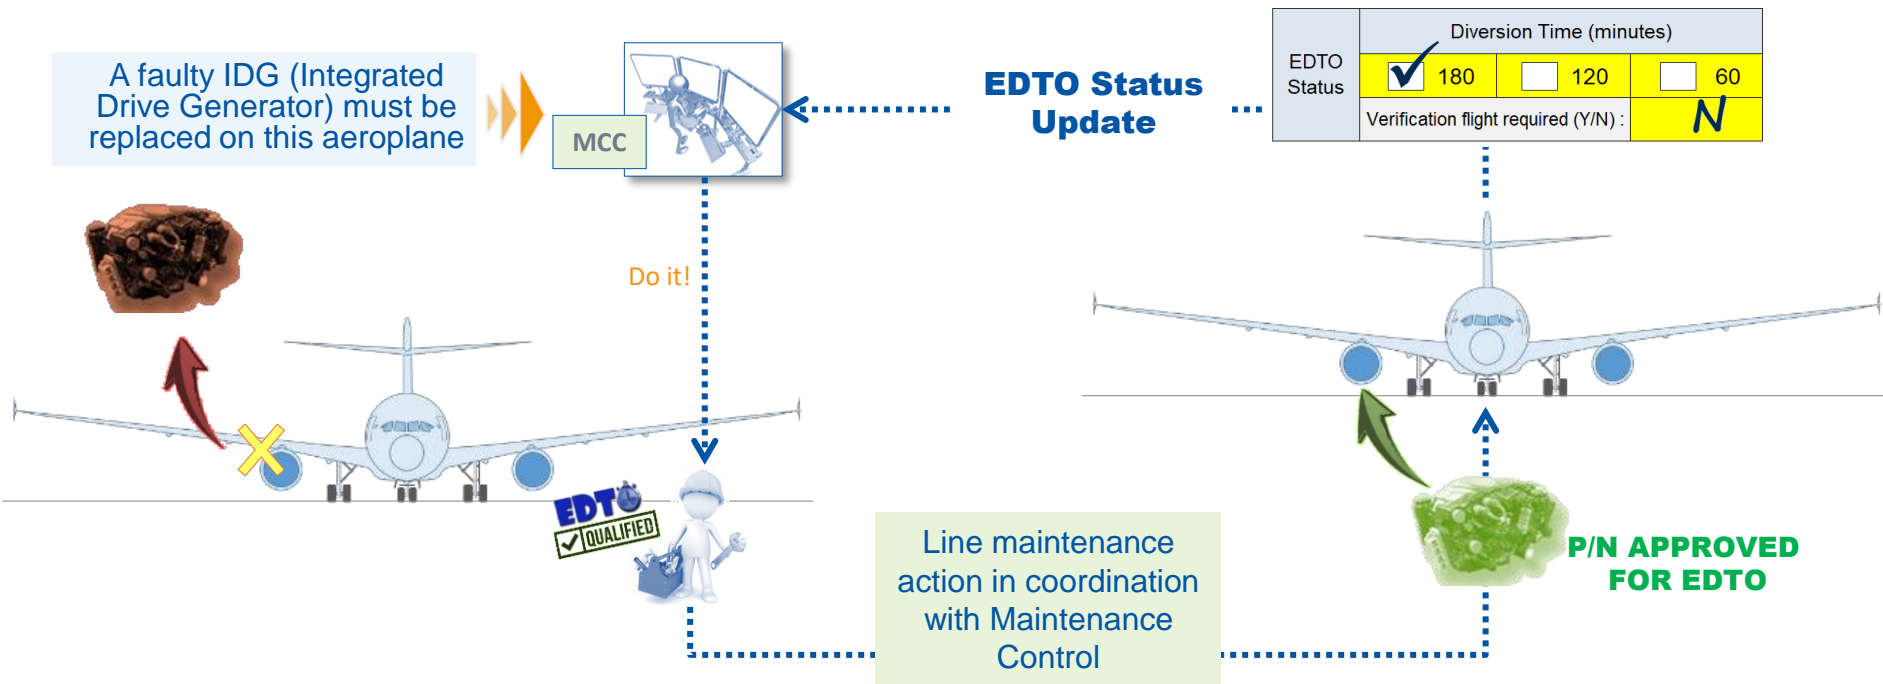 A faulty IDG (Integrated
Drive Generator) must be
replaced on this aeroplane
MCC
EDTO Status
Update
EDTO
Status
Diversion Time (minutes)
180
120
60
Verification flight required (Y/N) :
N
Do it!
EDTO
QUALIFIED
Line maintenance
action in coordination
with Maintenance
Control
P/N APPROVED
FOR EDTO